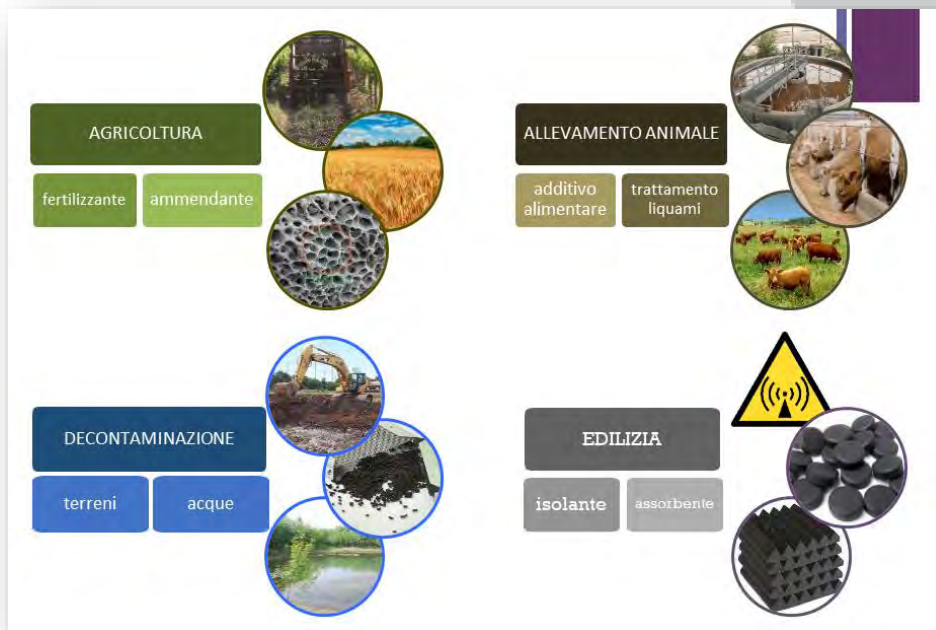 AGRICOLTURA
fertilizzante
ammendante
ALLEVAMENTO ANIMALE
additivo
alimentare
trattamento
liquami
DECONTAMINAZIONE
terreni
acque
EDILIZIA
isolante
assorbente